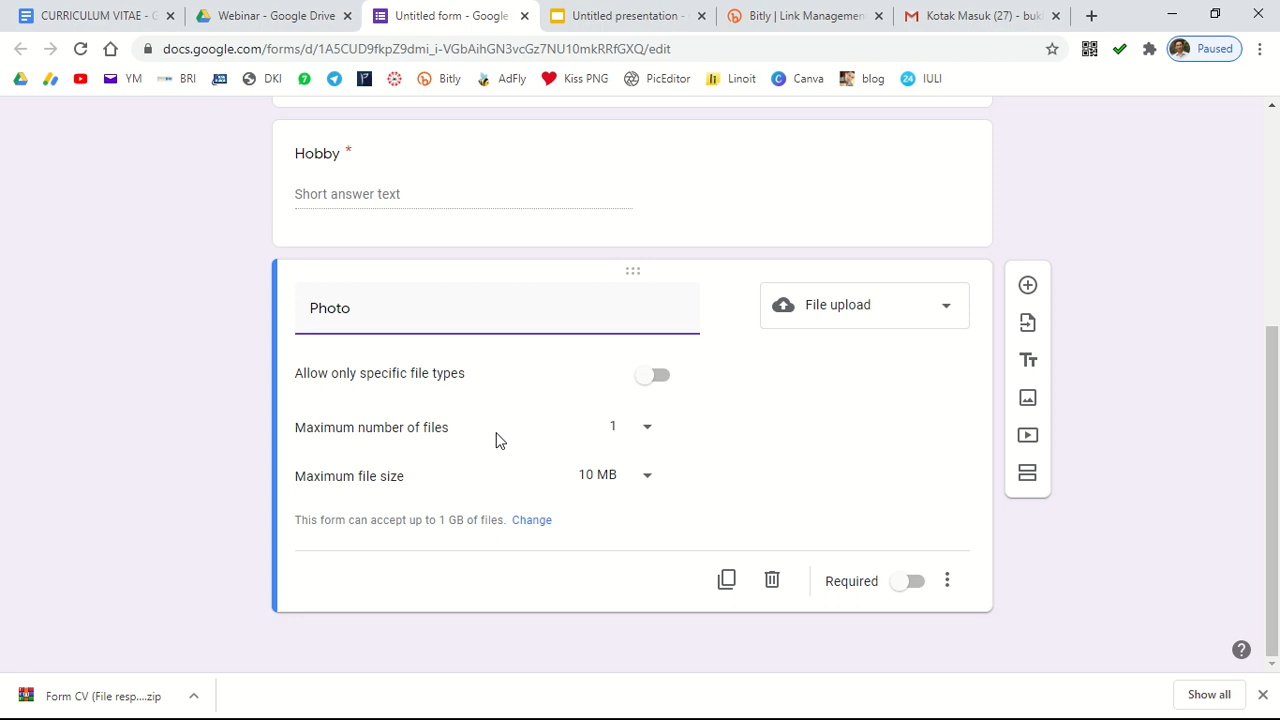 CURRICULUM VITAE - G
Webinar - Google Drive
Untitled form - Google
Untitled presentation -
Bitly | Link Managemen
Kotak Masuk (27) - buk
docs.google.com/forms/d/1A5CUD9fkpZ9dmi_i-VGbAhGN3vcGz7NU10mkRRfGXQ/edit
Paused
YM
BRI
DKI
Bitly
AdFly
Kiss PNG
PicEditor
Linoit
Canva
24
blog
IULI
Hobby *
Short answer text
Photo
File upload
Allow only specific file types
Maximum number of files
1
Maximum file size
10 MB
This form can accept up to 1 GB of files. Change
Required
Form CV (File resp....zip
Show all